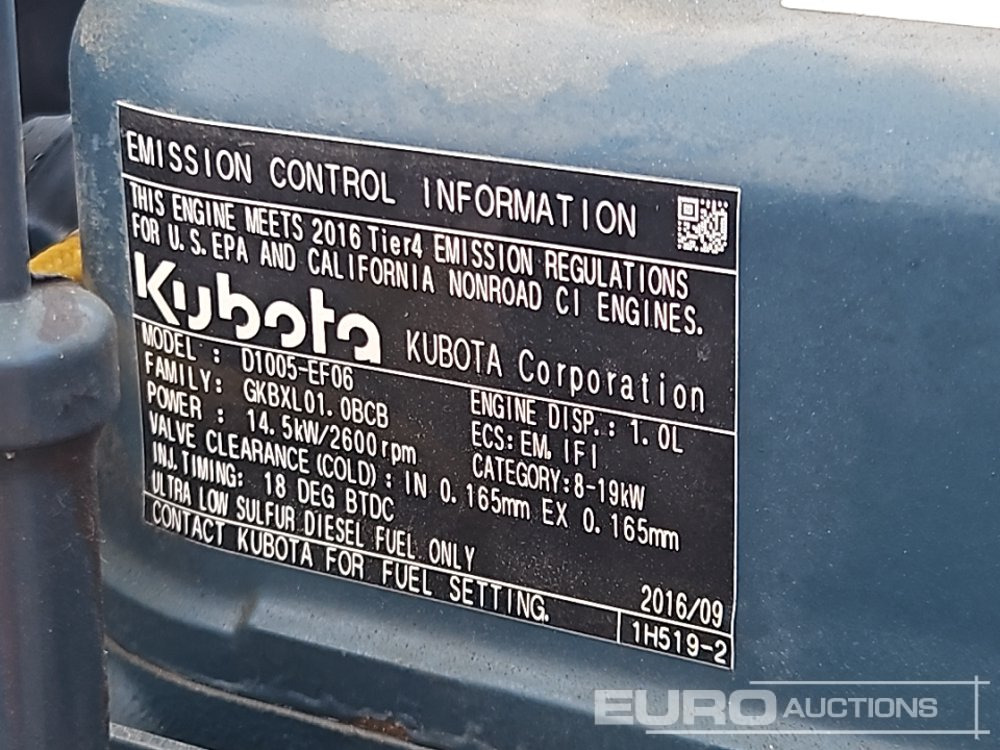 EMISSION CONTROL INFORMATION
THIS ENGINE MEETS 2016 Tier4 EMISSION REGULATIONS
FOR U.S.EPA AND CALIFORNIA NONROAD CI ENGINES.
Kubota KUBOTA Corporation
MODEL : D1005-EF06 ENGINE DISP.: 1.0L
FAMILY: GKBXL01.0BCB ECS:EM,IFI
POWER : 14.5kW/2600rpm CATEGORY:8-19kW
VALVE CLEARANCE(COLD): IN 0.165mm EX 0.165mm
INJ.TIMING: 18 DEG BTDC
ULTRA LOW SULFUR DIESEL FUEL ONLY 2016/09
CONTACT KUBOTA FOR FUEL SETTING. 1H519-2
EURO AUCTIONS